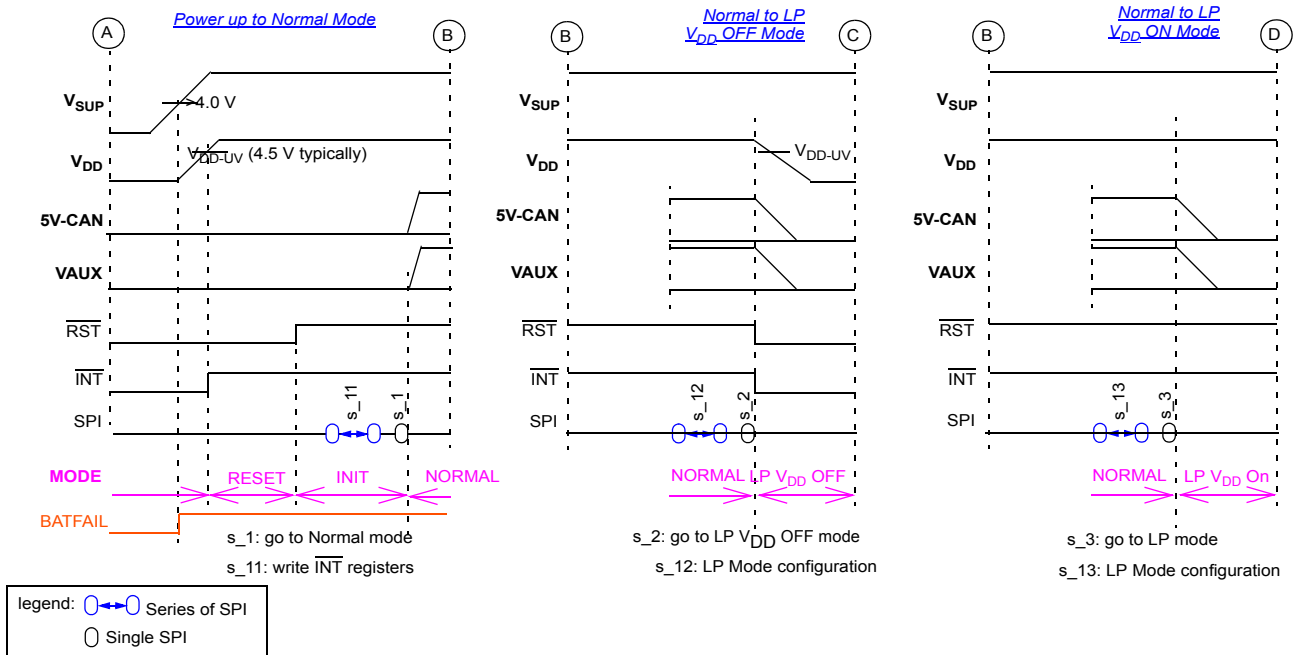 Power up to Normal Mode
A
B
VSUP
4.0 V
VDD
VDD-UV (4.5 V typically)
5V-CAN
VAUX
RST
INT
SPI
s_11
s_1
MODE
RESET
INIT
NORMAL
BATFAIL
s_1: go to Normal mode
s_11: write INT registers
legend:
Series of SPI
Single SPI
Normal to LP
VDD OFF Mode
B
C
VSUP
VDD
VDD-UV
5V-CAN
VAUX
RST
INT
SPI
s_12
s_2
NORMAL
LP VDD OFF
s_2: go to LP VDD OFF mode
s_12: LP Mode configuration
Normal to LP
VDD ON Mode
B
D
VSUP
VDD
5V-CAN
VAUX
RST
INT
SPI
s_13
s_3
NORMAL
LP VDD On
s_3: go to LP mode
s_13: LP Mode configuration